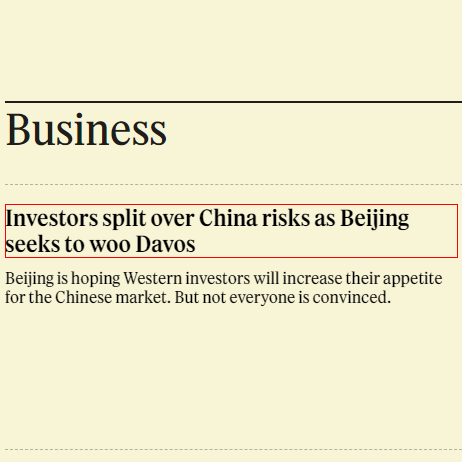 Business
Investors split over China risks as Beijing
seeks to woo Davos
Beijing is hoping Western investors will increase their appetite
for the Chinese market. But not everyone is convinced.